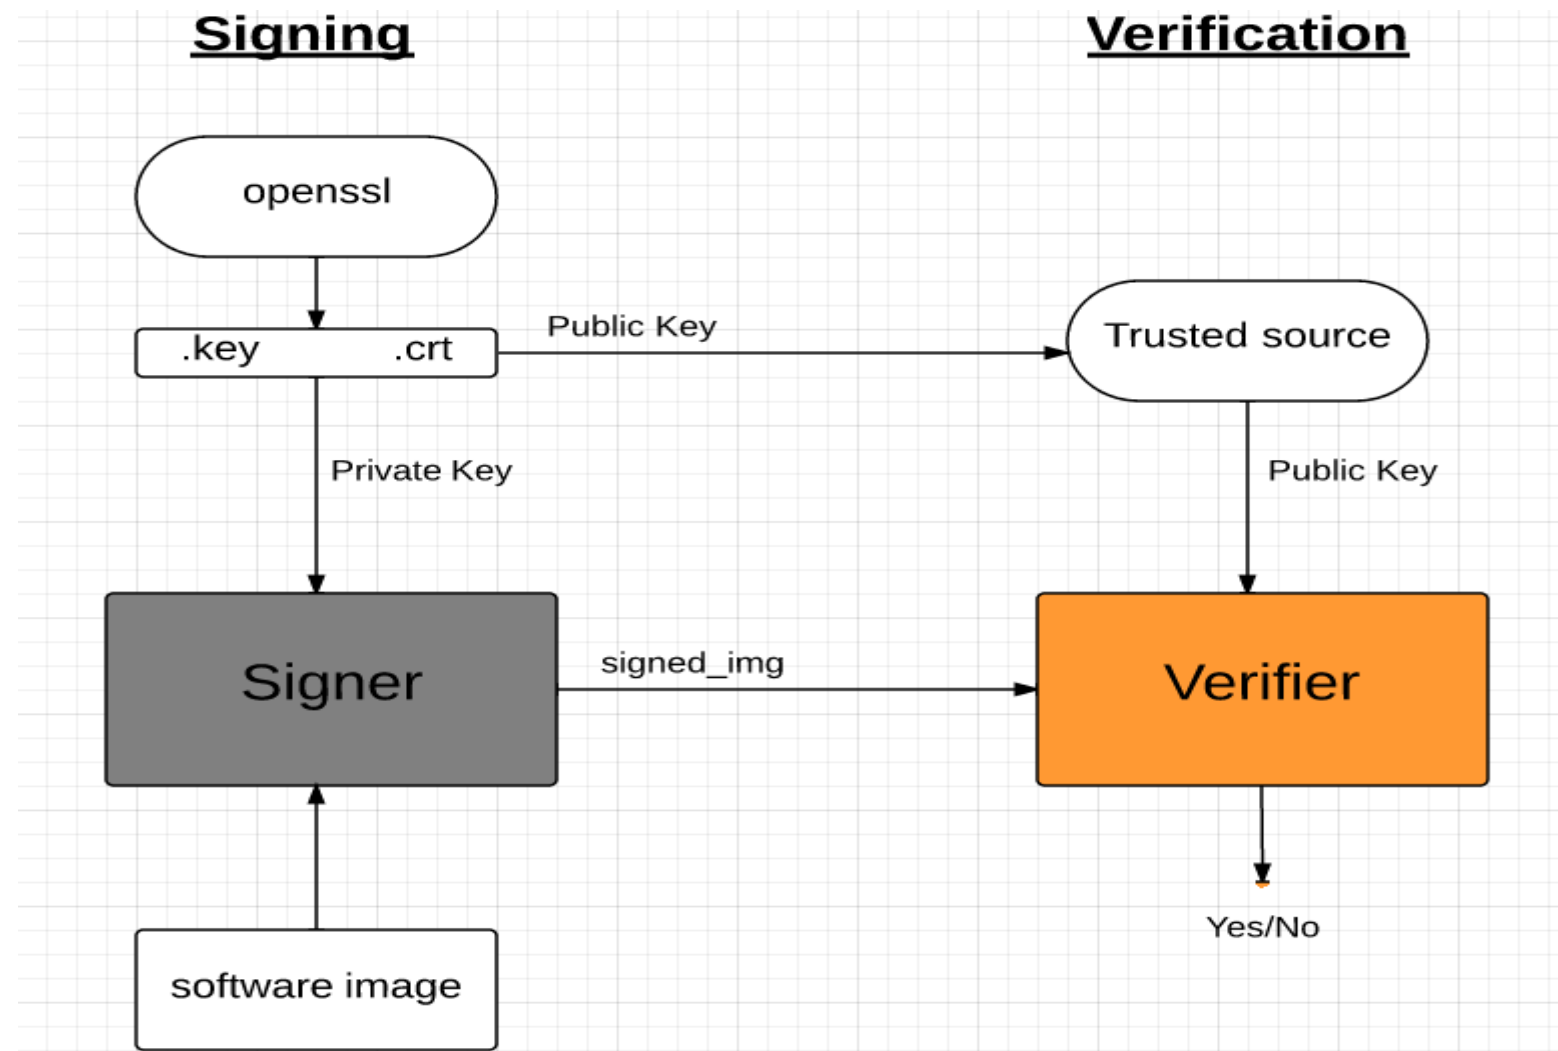 Signing
Verification
openssl
.key .crt
Public Key
Trusted source
Private Key
Public Key
Signer
signed_img
Verifier
Yes/No
software image